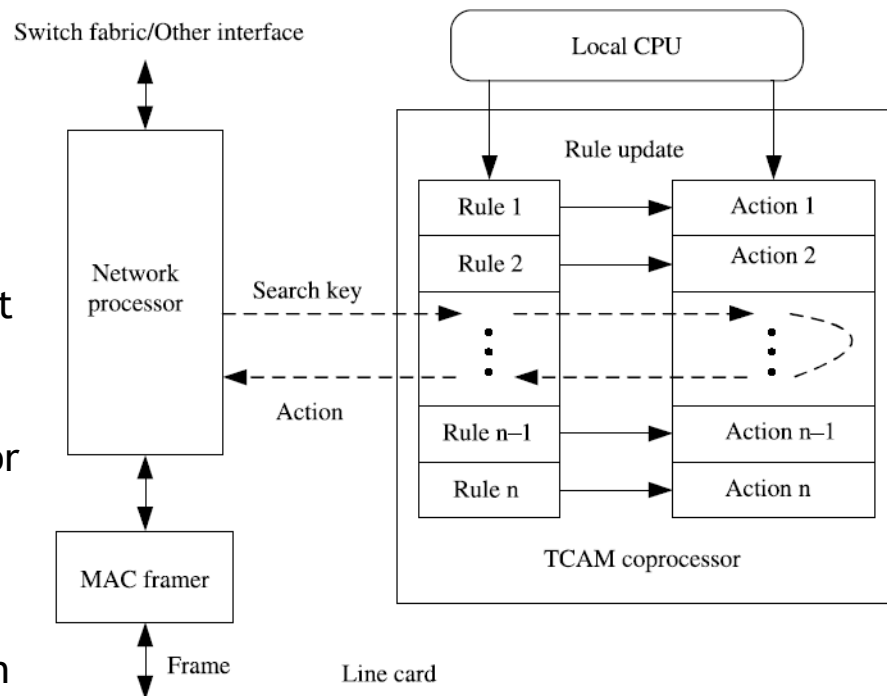 Switch fabric/Other interface
Local CPU
Rule update
Rule 1
Action 1
Rule 2
Action 2
Network
processor
Search key
t
Action
Rule n–1
Action n–1
or
Rule n
Action n
TCAM coprocessor
MAC framer
Frame
Line card